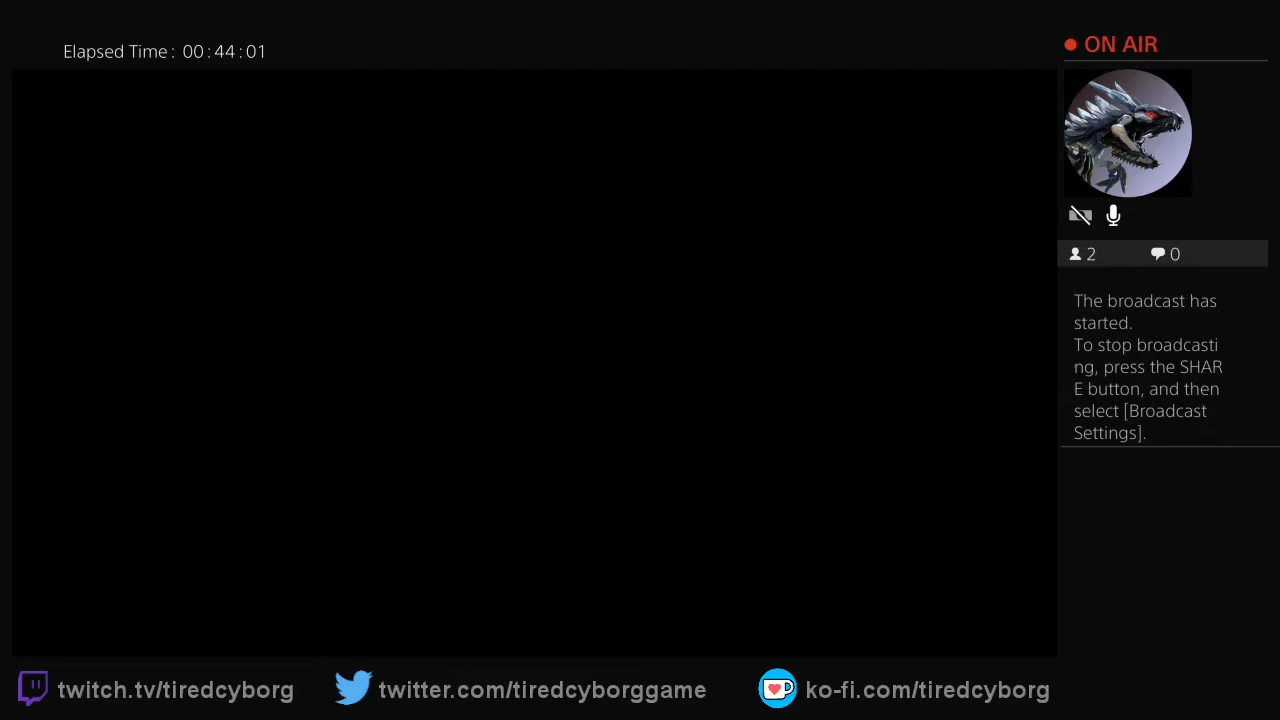 Elapsed Time : 00:44:01
ON AIR
2
0
The broadcast has
started.
To stop broadcasti
ng, press the SHAR
E button, and then
select [Broadcast
Settings].
twitch.tv/tiredcyborg
twitter.com/tiredcyborggame
ko-fi.com/tiredcyborg